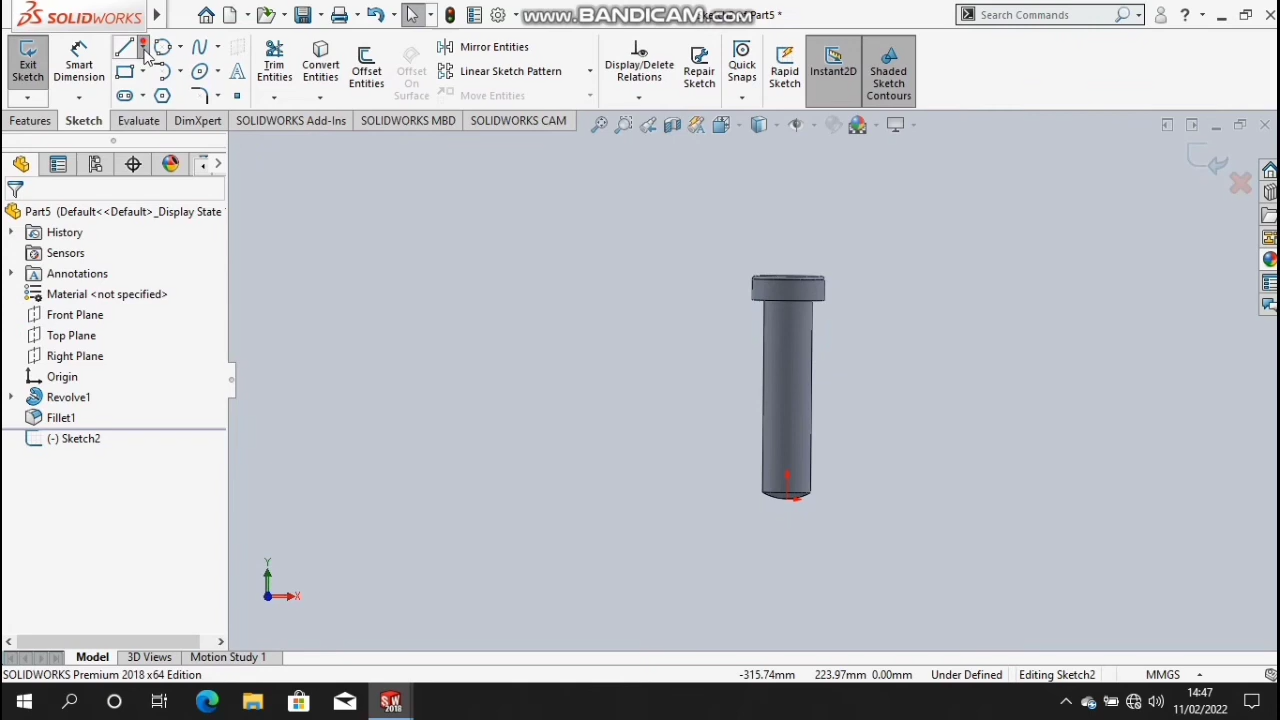 SOLIDWORKS
www.BANDICAM.com
Part5 *
Search Commands
?
Exit Sketch
Smart Dimension
Trim Entities
Convert Entities
Offset Entities
Offset On Surface
Mirror Entities
Linear Sketch Pattern
Move Entities
Display/Delete Relations
Repair Sketch
Quick Snaps
Rapid Sketch
Instant2D
Shaded Sketch Contours
Features
Sketch
Evaluate
DimXpert
SOLIDWORKS Add-Ins
SOLIDWORKS MBD
SOLIDWORKS CAM
Part5 (Default<<Default>_Display State
History
Sensors
Annotations
Material <not specified>
Front Plane
Top Plane
Right Plane
Origin
Revolve1
Fillet1
(-) Sketch2
Y
X
Model
3D Views
Motion Study 1
SOLIDWORKS Premium 2018 x64 Edition
-315.74mm
223.97mm 0.00mm
Under Defined
Editing Sketch2
MMGS
SW
2018
14:47
11/02/2022